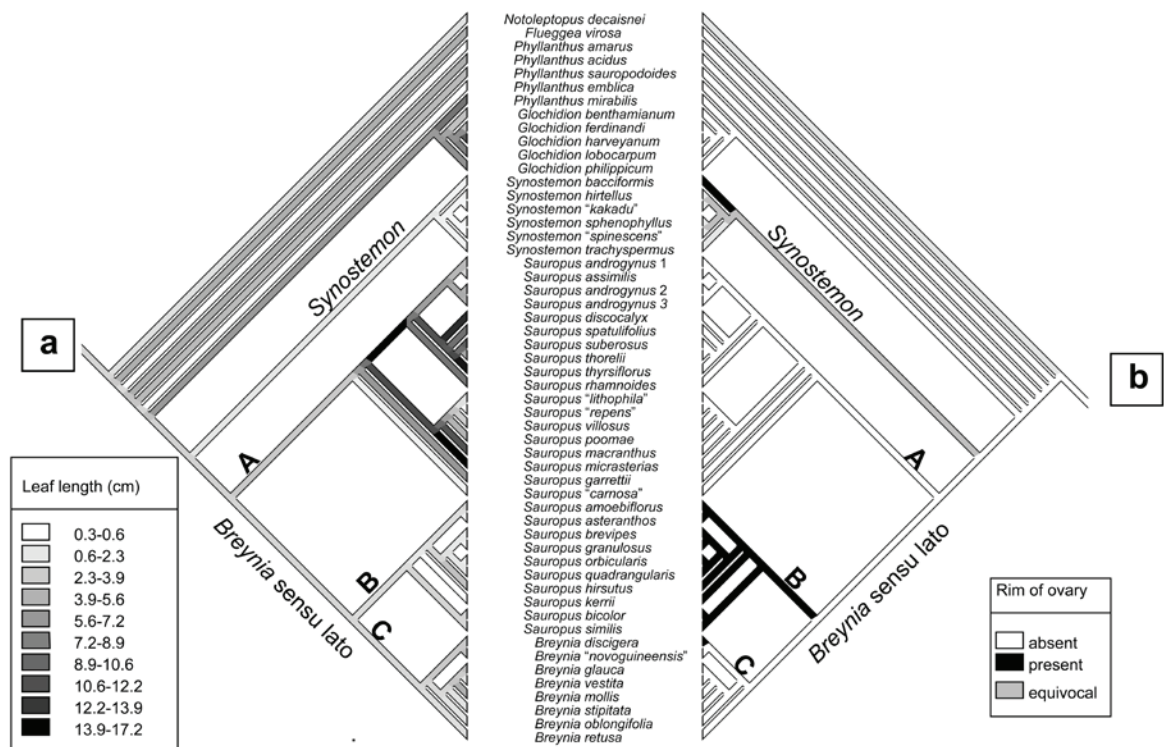 Notoleptopus decaisnei
Flueggea virosa
Phyllanthus amarus
Phyllanthus acidus
Phyllanthus sauropodoides
Phyllanthus emblica
Phyllanthus mirabilis
Glochidion benthamianum
Glochidion ferdinandi
Glochidion harveyanum
Glochidion lobocarpum
Glochidion philippicum
Synostemon bacciformis
Synostemon hirtellus
Synostemon "kakadu"
Synostemon sphenophyllus
Synostemon "spinescens"
Synostemon trachyspermus
Sauropus androgynus 1
Sauropus assimilis
Sauropus androgynus 2
Sauropus androgynus 3
Sauropus discocalyx
Sauropus spatulifolius
Sauropus suberosus
Sauropus thorelii
Sauropus thyrsiflorus
Sauropus rhamnoides
Sauropus "lithophila"
Sauropus "repens"
Sauropus villosus
Sauropus poomae
Sauropus macranthus
Sauropus micrasterias
Sauropus garrettii
Sauropus "carnosa"
Sauropus amoebiflorus
Sauropus asteranthos
Sauropus brevipes
Sauropus granulosus
Sauropus orbicularis
Sauropus quadrangularis
Sauropus hirsutus
Sauropus kerrii
Sauropus bicolor
Sauropus similis
Breynia discigera
Breynia "novoguineensis"
Breynia glauca
Breynia vestita
Breynia mollis
Breynia stipitata
Breynia oblongifolia
Breynia retusa
a
Synostemon
A
B
C
Breynia sensu lato
Leaf length (cm)
0.3-0.6
0.6-2.3
2.3-3.9
3.9-5.6
5.6-7.2
7.2-8.9
8.9-10.6
10.6-12.2
12.2-13.9
13.9-17.2
b
Synostemon
A
B
C
Breynia sensu lato
Rim of ovary
absent
present
equivocal